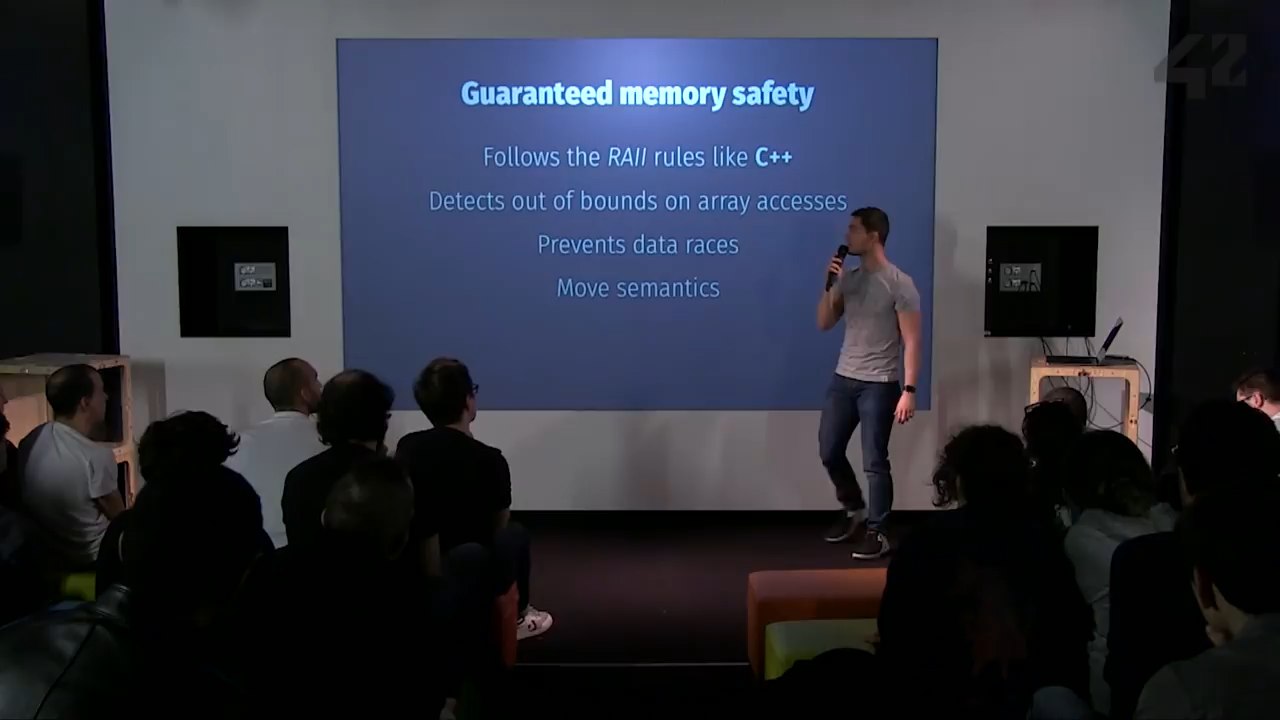 42
Guaranteed memory safety
Follows the RAII rules like C++
Detects out of bounds on array accesses
Prevents data races
Move semantics